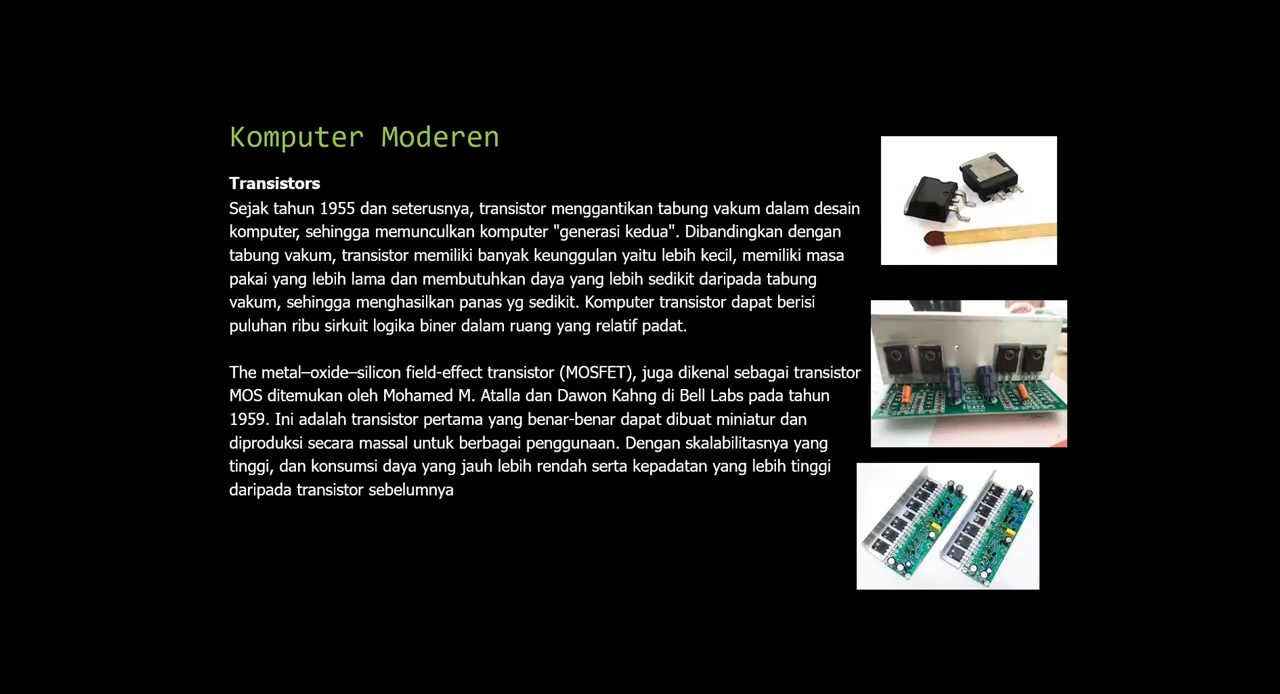 Komputer Moderen
Transistors
Sejak tahun 1955 dan seterusnya, transistor menggantikan tabung vakum dalam desain
komputer, sehingga memunculkan komputer "generasi kedua". Dibandingkan dengan
tabung vakum, transistor memiliki banyak keunggulan yaitu lebih kecil, memiliki masa
pakai yang lebih lama dan membutuhkan daya yang lebih sedikit daripada tabung
vakum, sehingga menghasilkan panas yg sedikit. Komputer transistor dapat berisi
puluhan ribu sirkuit logika biner dalam ruang yang relatif padat.
The metal–oxide–silicon field-effect transistor (MOSFET), juga dikenal sebagai transistor
MOS ditemukan oleh Mohamed M. Atalla dan Dawon Kahng di Bell Labs pada tahun
1959. Ini adalah transistor pertama yang benar-benar dapat dibuat miniatur dan
diproduksi secara massal untuk berbagai penggunaan. Dengan skalabilitasnya yang
tinggi, dan konsumsi daya yang jauh lebih rendah serta kepadatan yang lebih tinggi
daripada transistor sebelumnya